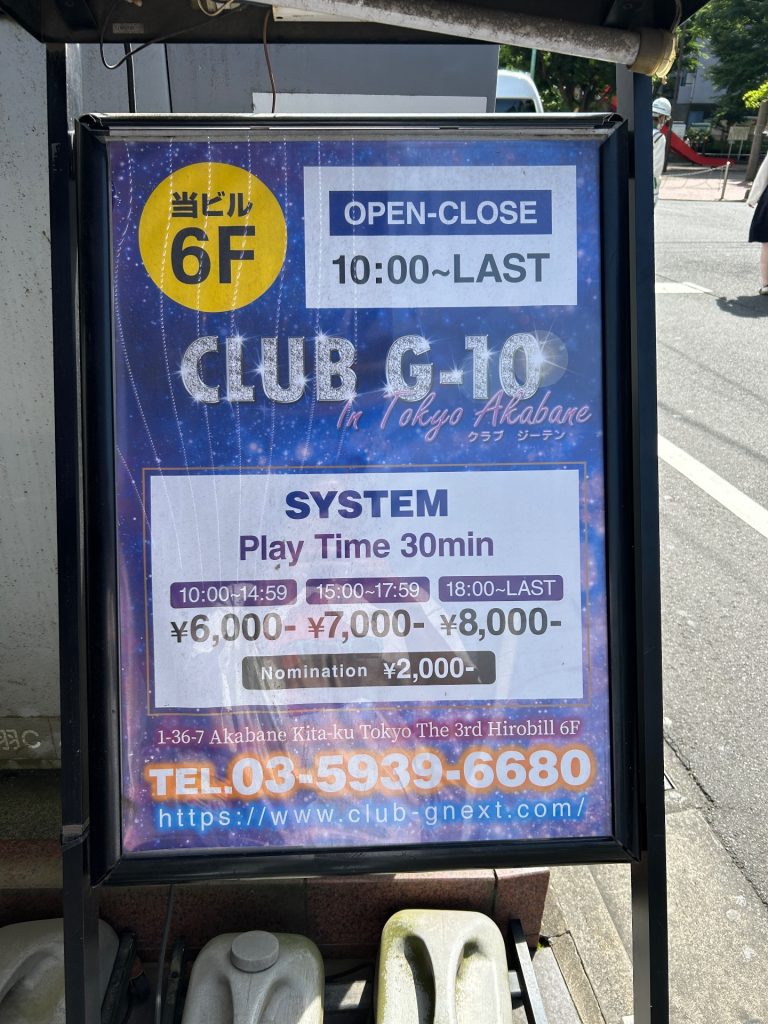 当ビル
6F
OPEN-CLOSE
10:00~LAST
CLUB G-10
In Tokyo Akabane
クラブ ジーテン
SYSTEM
Play Time 30min
10:00~14:59 15:00~17:59 18:00~LAST
¥6,000- ¥7,000- ¥8,000-
Nomination ¥2,000-
1-36-7 Akabane Kita-ku Tokyo The 3rd Hirobill 6F
TEL.03-5939-6680
https://www.club-gnext.com/